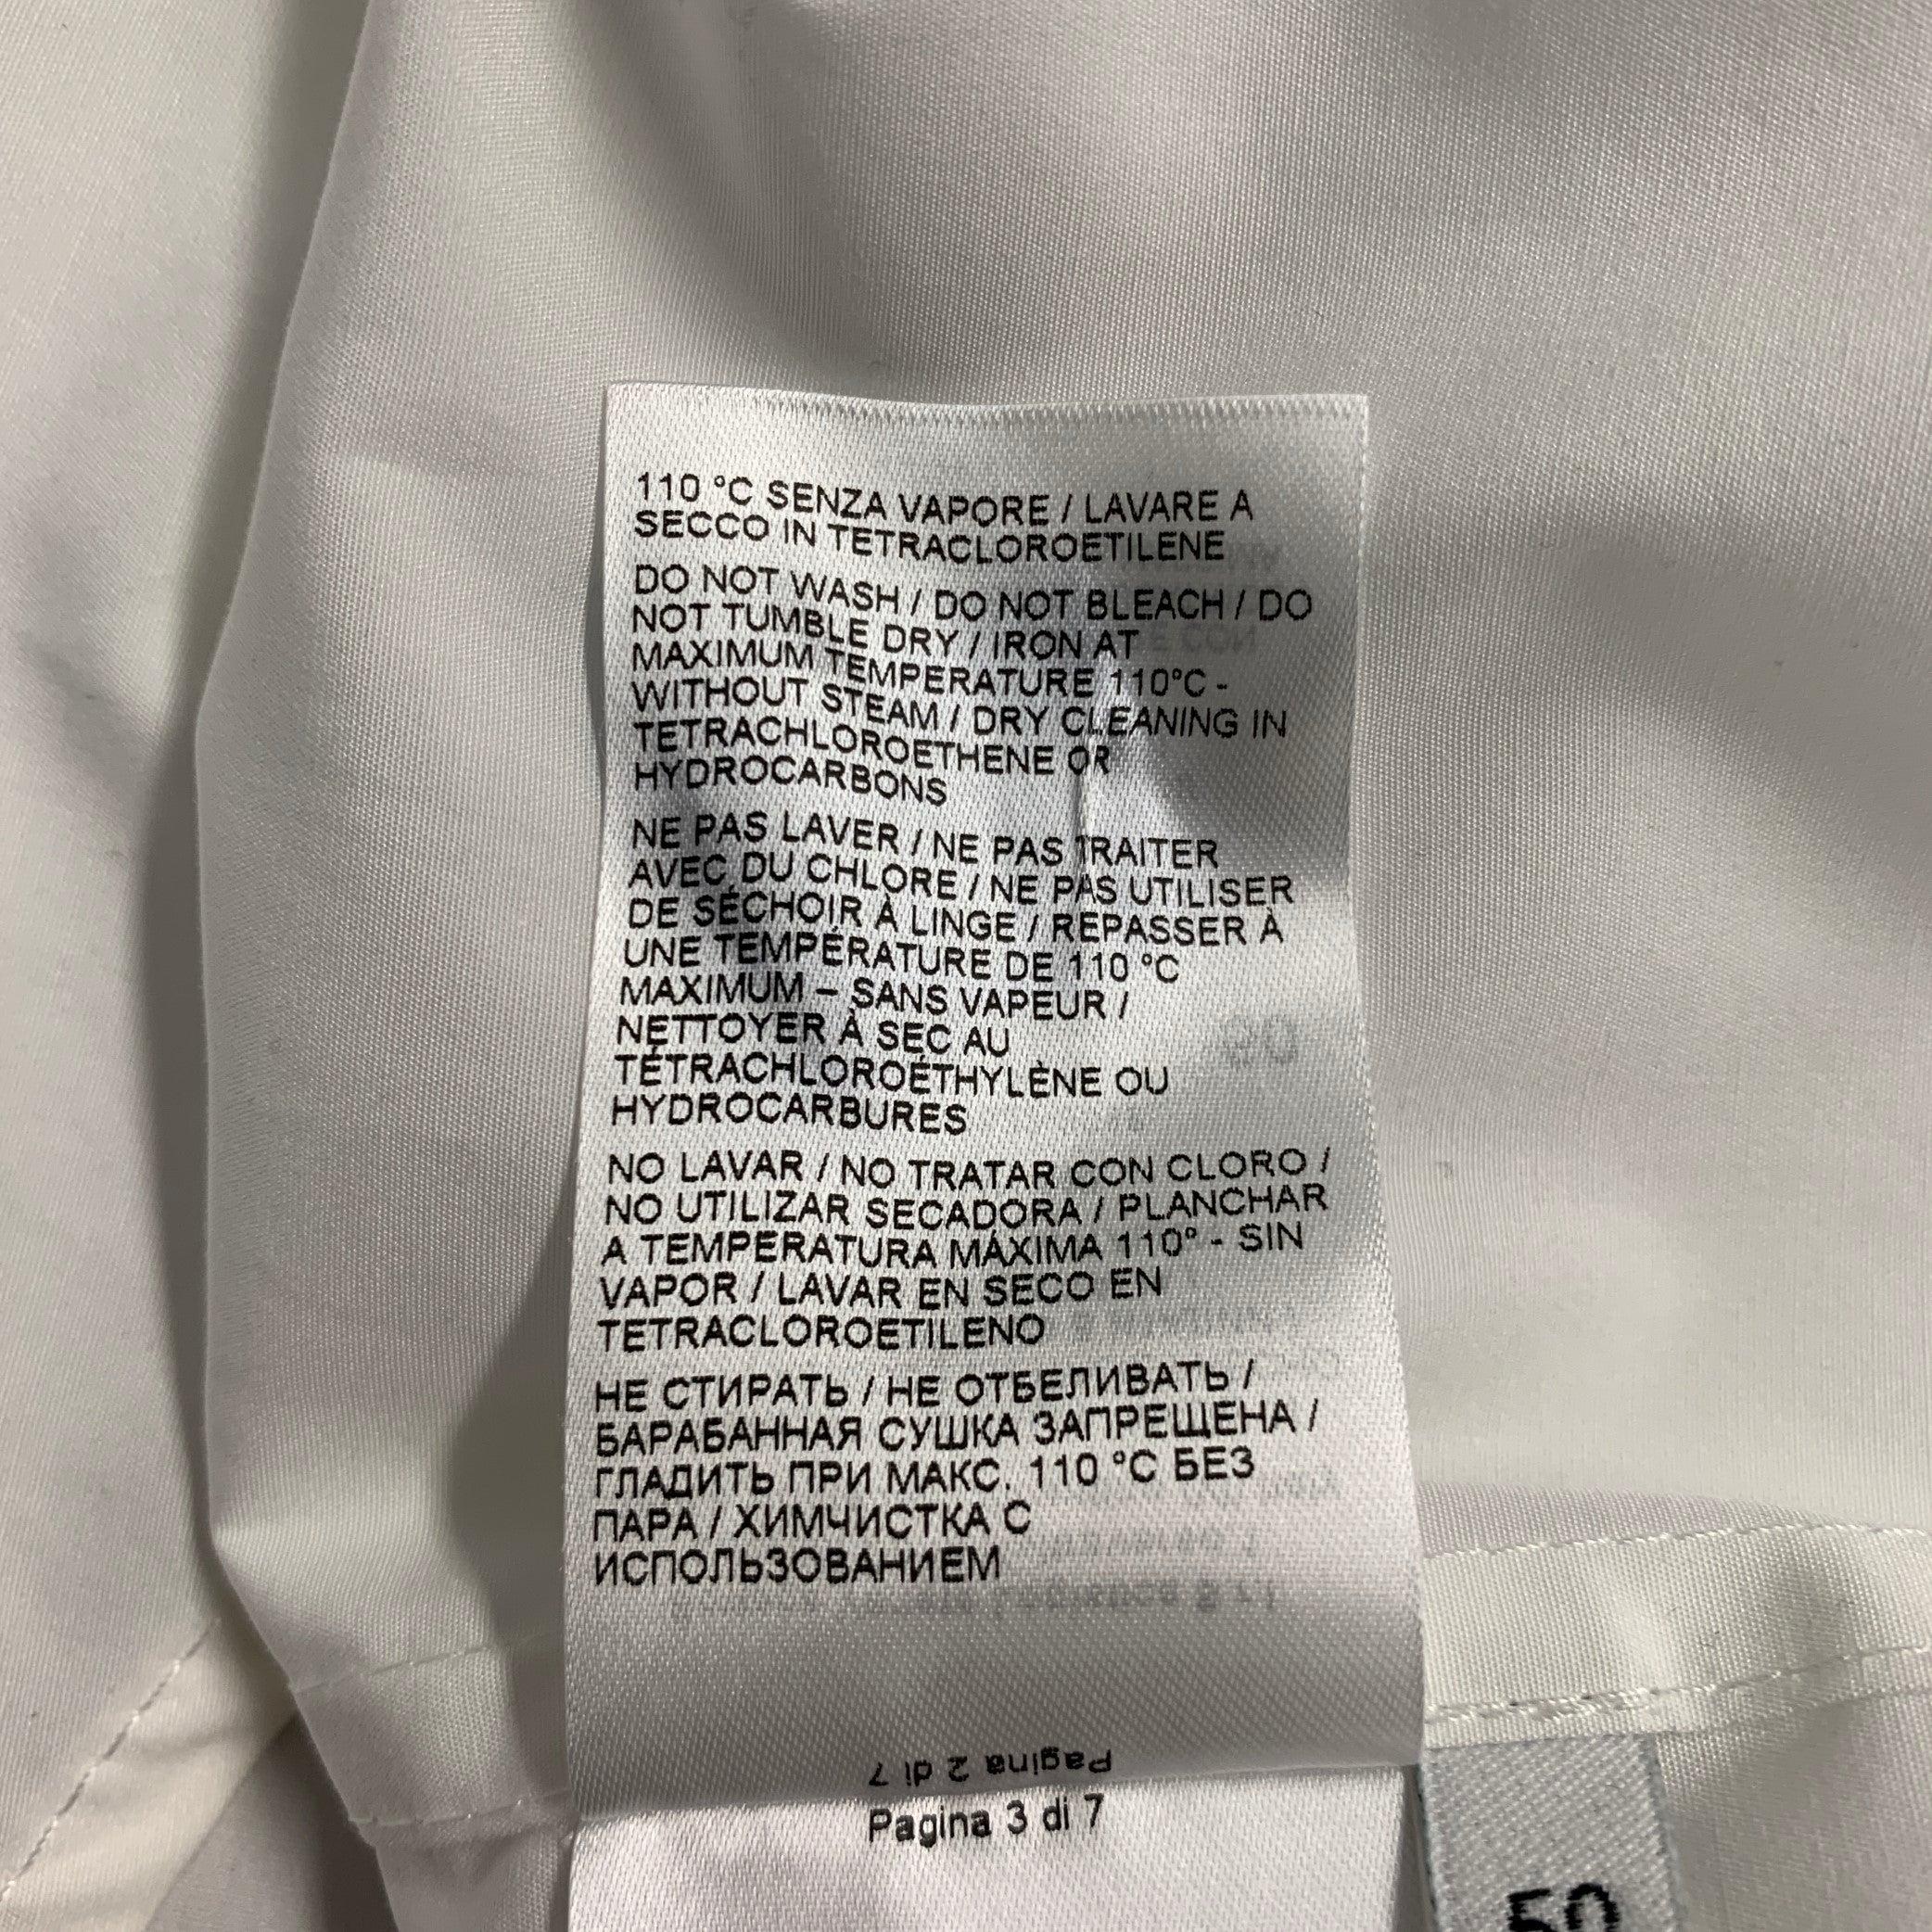 110 °C SENZA VAPORE / LAVARE A
SECCO IN TETRACLOROETILENE
DO NOT WASH / DO NOT BLEACH / DO
NOT TUMBLE DRY / IRON AT
MAXIMUM TEMPERATURE 110°C -
WITHOUT STEAM / DRY CLEANING IN
TETRACHLOROETHENE OR
HYDROCARBONS
NE PAS LAVER / NE PAS TRAITER
AVEC DU CHLORE / NE PAS UTILISER
DE SÉCHOIR À LINGE / REPASSER À
UNE TEMPÉRATURE DE 110 °C
MAXIMUM – SANS VAPEUR /
NETTOYER À SEC AU
TÉTRACHLOROÉTHYLÈNE OU
HYDROCARBURES
NO LAVAR / NO TRATAR CON CLORO /
NO UTILIZAR SECADORA / PLANCHAR
A TEMPERATURA MÁXIMA 110° - SIN
VAPOR / LAVAR EN SECO EN
TETRACLOROETILENO
НЕ СТИРАТЬ / НЕ ОТБЕЛИВАТЬ /
БАРАБАННАЯ СУШКА ЗАПРЕЩЕНА /
ГЛАДИТЬ ПРИ МАКС. 110 °C БЕЗ
ПАРА / ХИМЧИСТКА С
ИСПОЛЬЗОВАНИЕМ
Pagina 2 di 7
Pagina 3 di 7
50